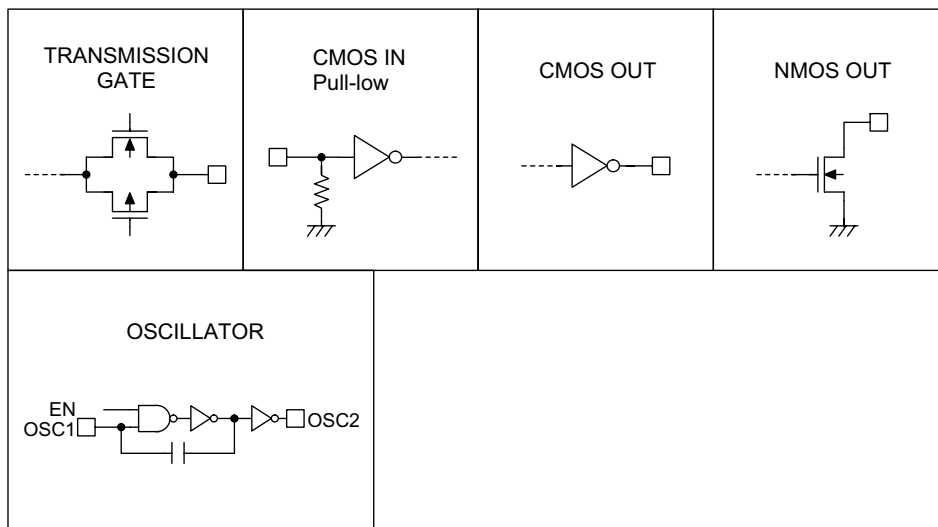 TRANSMISSION
GATE
CMOS IN
Pull-low
CMOS OUT
NMOS OUT
OSCILLATOR
EN
OSC1
OSC2